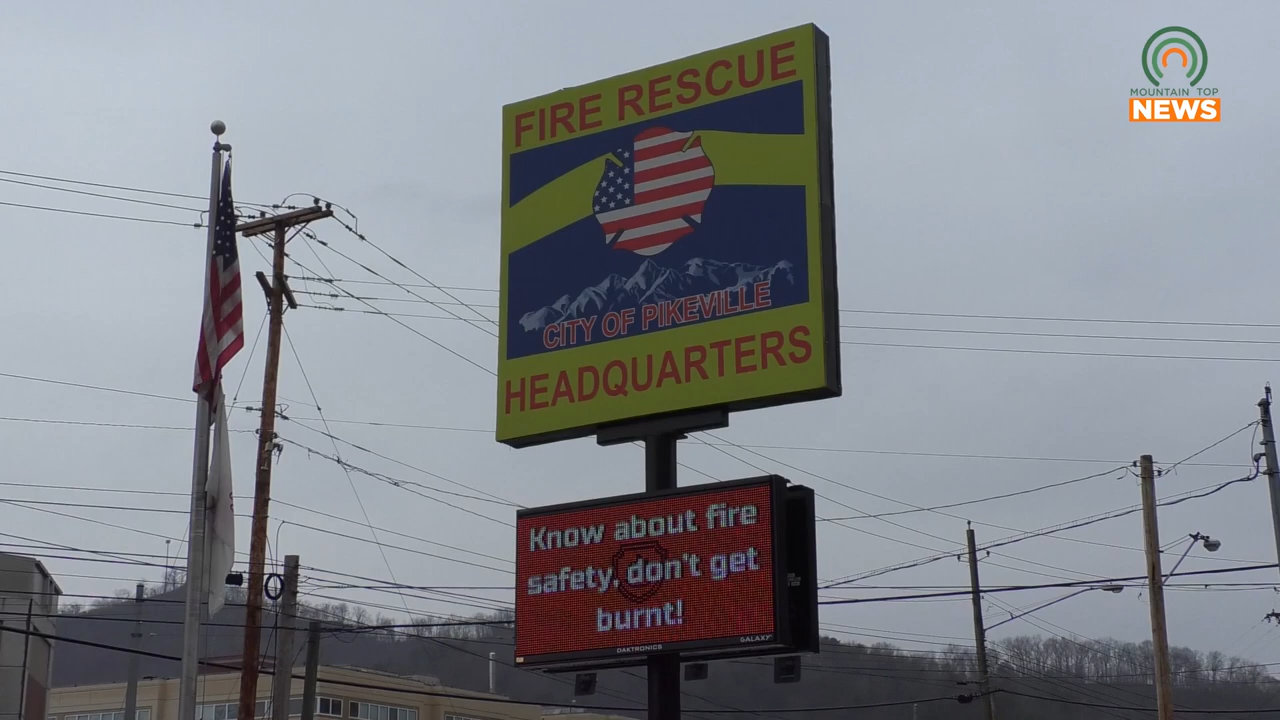 MOUNTAIN TOP
NEWS
FIRE RESCUE
CITY OF PIKEVILLE
HEADQUARTERS
Know about fire
safety, don't get
burnt!
DAKTRONICS
GALAXY